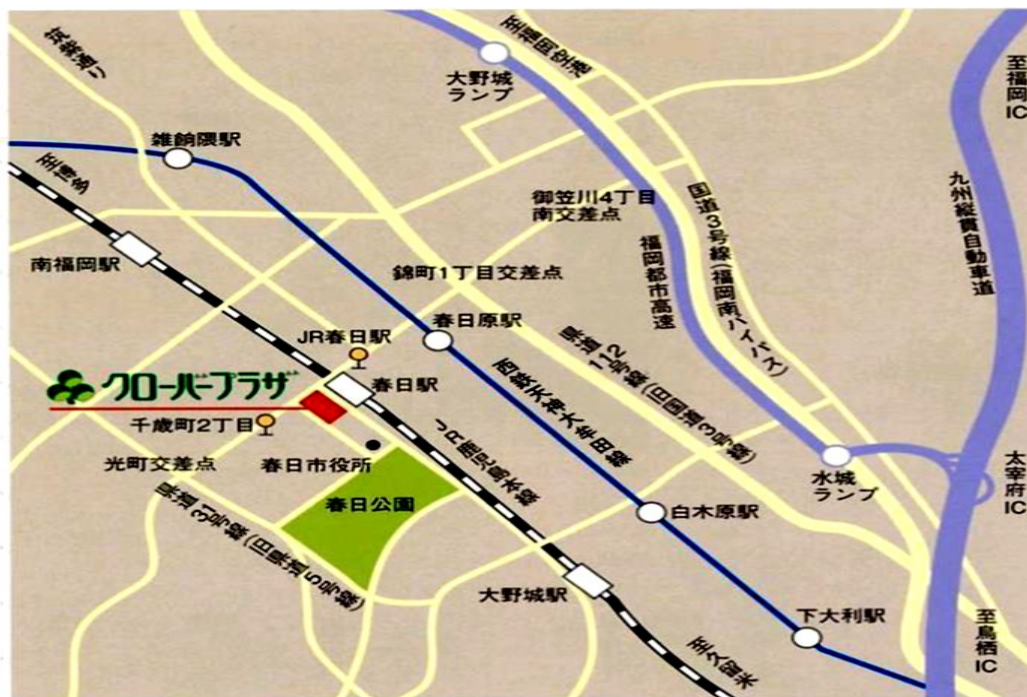 筑紫通り
至福岡空港
大野城
ランプ
至福岡IC
雑餉隈駅
至博多
御笠川4丁目
南交差点
国道3号線(福岡南バイパス)
九州縦貫自動車道
南福岡駅
錦町1丁目交差点
福岡都市高速
JR春日駅
春日原駅
県道112号線(旧国道3号線)
クローバープラザ
春日駅
西鉄天神大牟田線
千歳町2丁目
JR鹿児島本線
光町交差点
春日市役所
水城
ランプ
太宰府IC
春日公園
県道31号線(旧県道5号線)
白木原駅
大野城駅
下大利駅
至鳥栖IC
至久留米